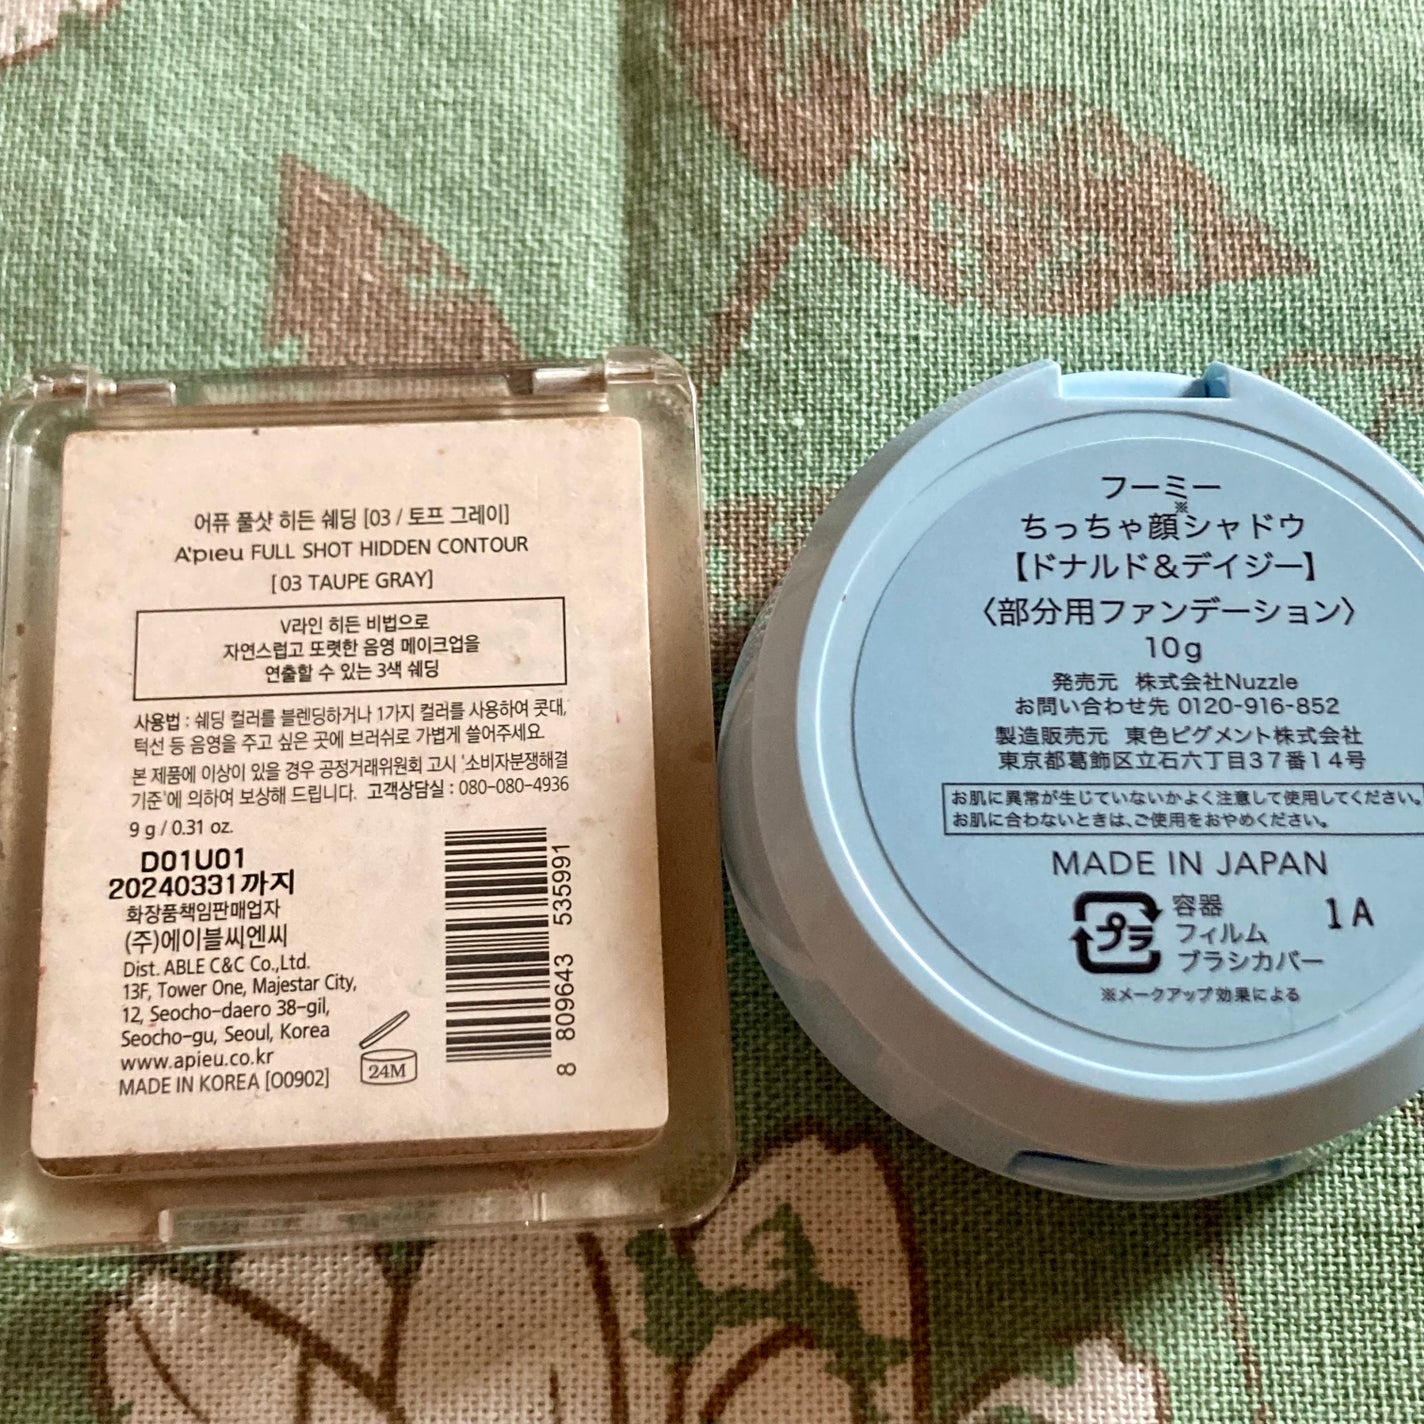 어퓨 풀샷 히든 쉐딩 [03 / 토프 그레이]
A'pieu FULL SHOT HIDDEN CONTOUR
[ 03 TAUPE GRAY]
V라인 히든 비법으로
자연스럽고 또렷한 음영 메이크업을
연출할 수 있는 3색 쉐딩
사용법 : 쉐딩 컬러를 블렌딩하거나 1가지 컬러를 사용하여 콧대,
턱선 등 음영을 주고 싶은 곳에 브러쉬로 가볍게 쓸어주세요.
본 제품에 이상이 있을 경우 공정거래위원회 고시 '소비자분쟁해결
기준'에 의하여 보상해 드립니다. 고객상담실 : 080-080-4936
9 g / 0.31 oz.
D01U01
20240331까지
화장품책임판매업자
(주)에이블씨엔씨
Dist. ABLE C&C Co.,Ltd.
13F, Tower One, Majestar City,
12, Seocho-daero 38-gil,
Seocho-gu, Seoul, Korea
www.apieu.co.kr
MADE IN KOREA [O0902]
24M
8 809643 535991
フーミー
ちっちゃ顔※シャドウ
【ドナルド&デイジー】
〈部分用ファンデーション〉
10g
発売元 株式会社Nuzzle
お問い合わせ先 0120-916-852
製造販売元 東色ピグメント株式会社
東京都葛飾区立石六丁目37番14号
お肌に異常が生じていないかよく注意して使用してください。
お肌に合わないときは、ご使用をおやめください。
MADE IN JAPAN
プラ
容器
フィルム
ブラシカバー
1A
※メークアップ効果による